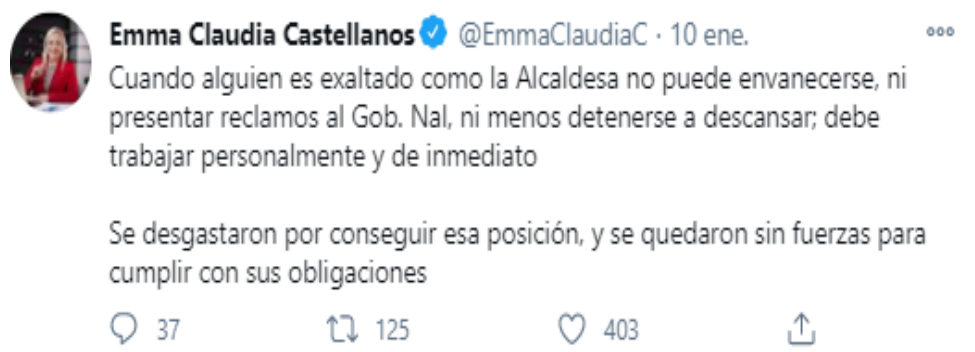 Emma Claudia Castellanos @EmmaClaudiaC · 10 ene.
Cuando alguien es exaltado como la Alcaldesa no puede envanecerse, ni
presentar reclamos al Gob. Nal, ni menos detenerse a descansar; debe
trabajar personalmente y de inmediato
Se desgastaron por conseguir esa posición, y se quedaron sin fuerzas para
cumplir con sus obligaciones
37 125 403